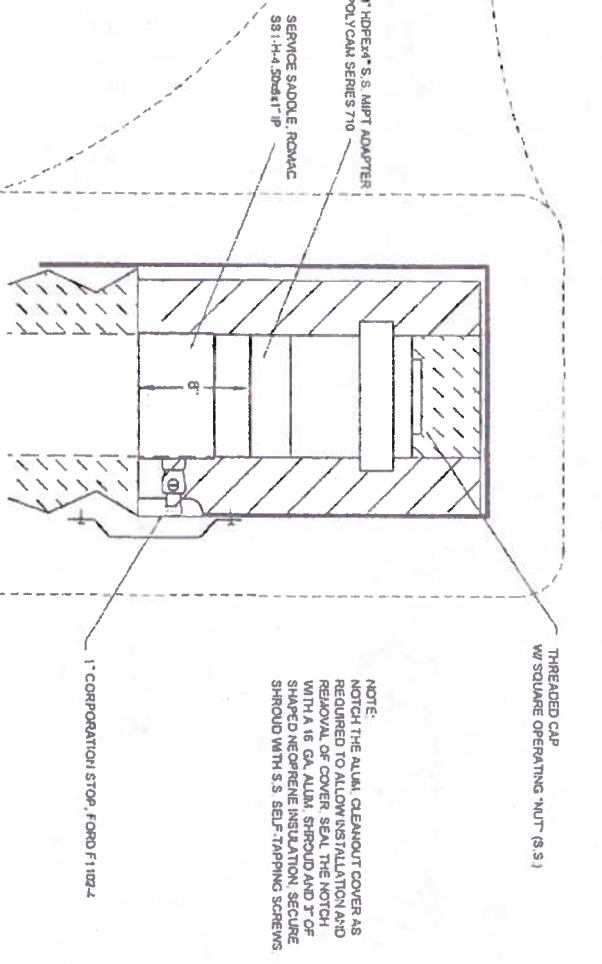 HDPEx4" S.S. MIPT ADAPTER
POLYCAM SERIES 710
SERVICE SADDLE, ROMAC
1" IP
8"
THREADED CAP
W/ SQUARE OPERATING "NUT" (S.S.)
NOTE:
NOTCH THE ALUM. CLEANOUT COVER AS
REQUIRED TO ALLOW INSTALLATION AND
REMOVAL OF COVER. SEAL THE NOTCH
WITH A 16 GA. ALUM. SHROUD AND 3" OF
SHAPED NEOPRENE INSULATION. SECURE
SHROUD WITH S.S. SELF-TAPPING SCREWS.
1" CORPORATION STOP, FORD F1102-4